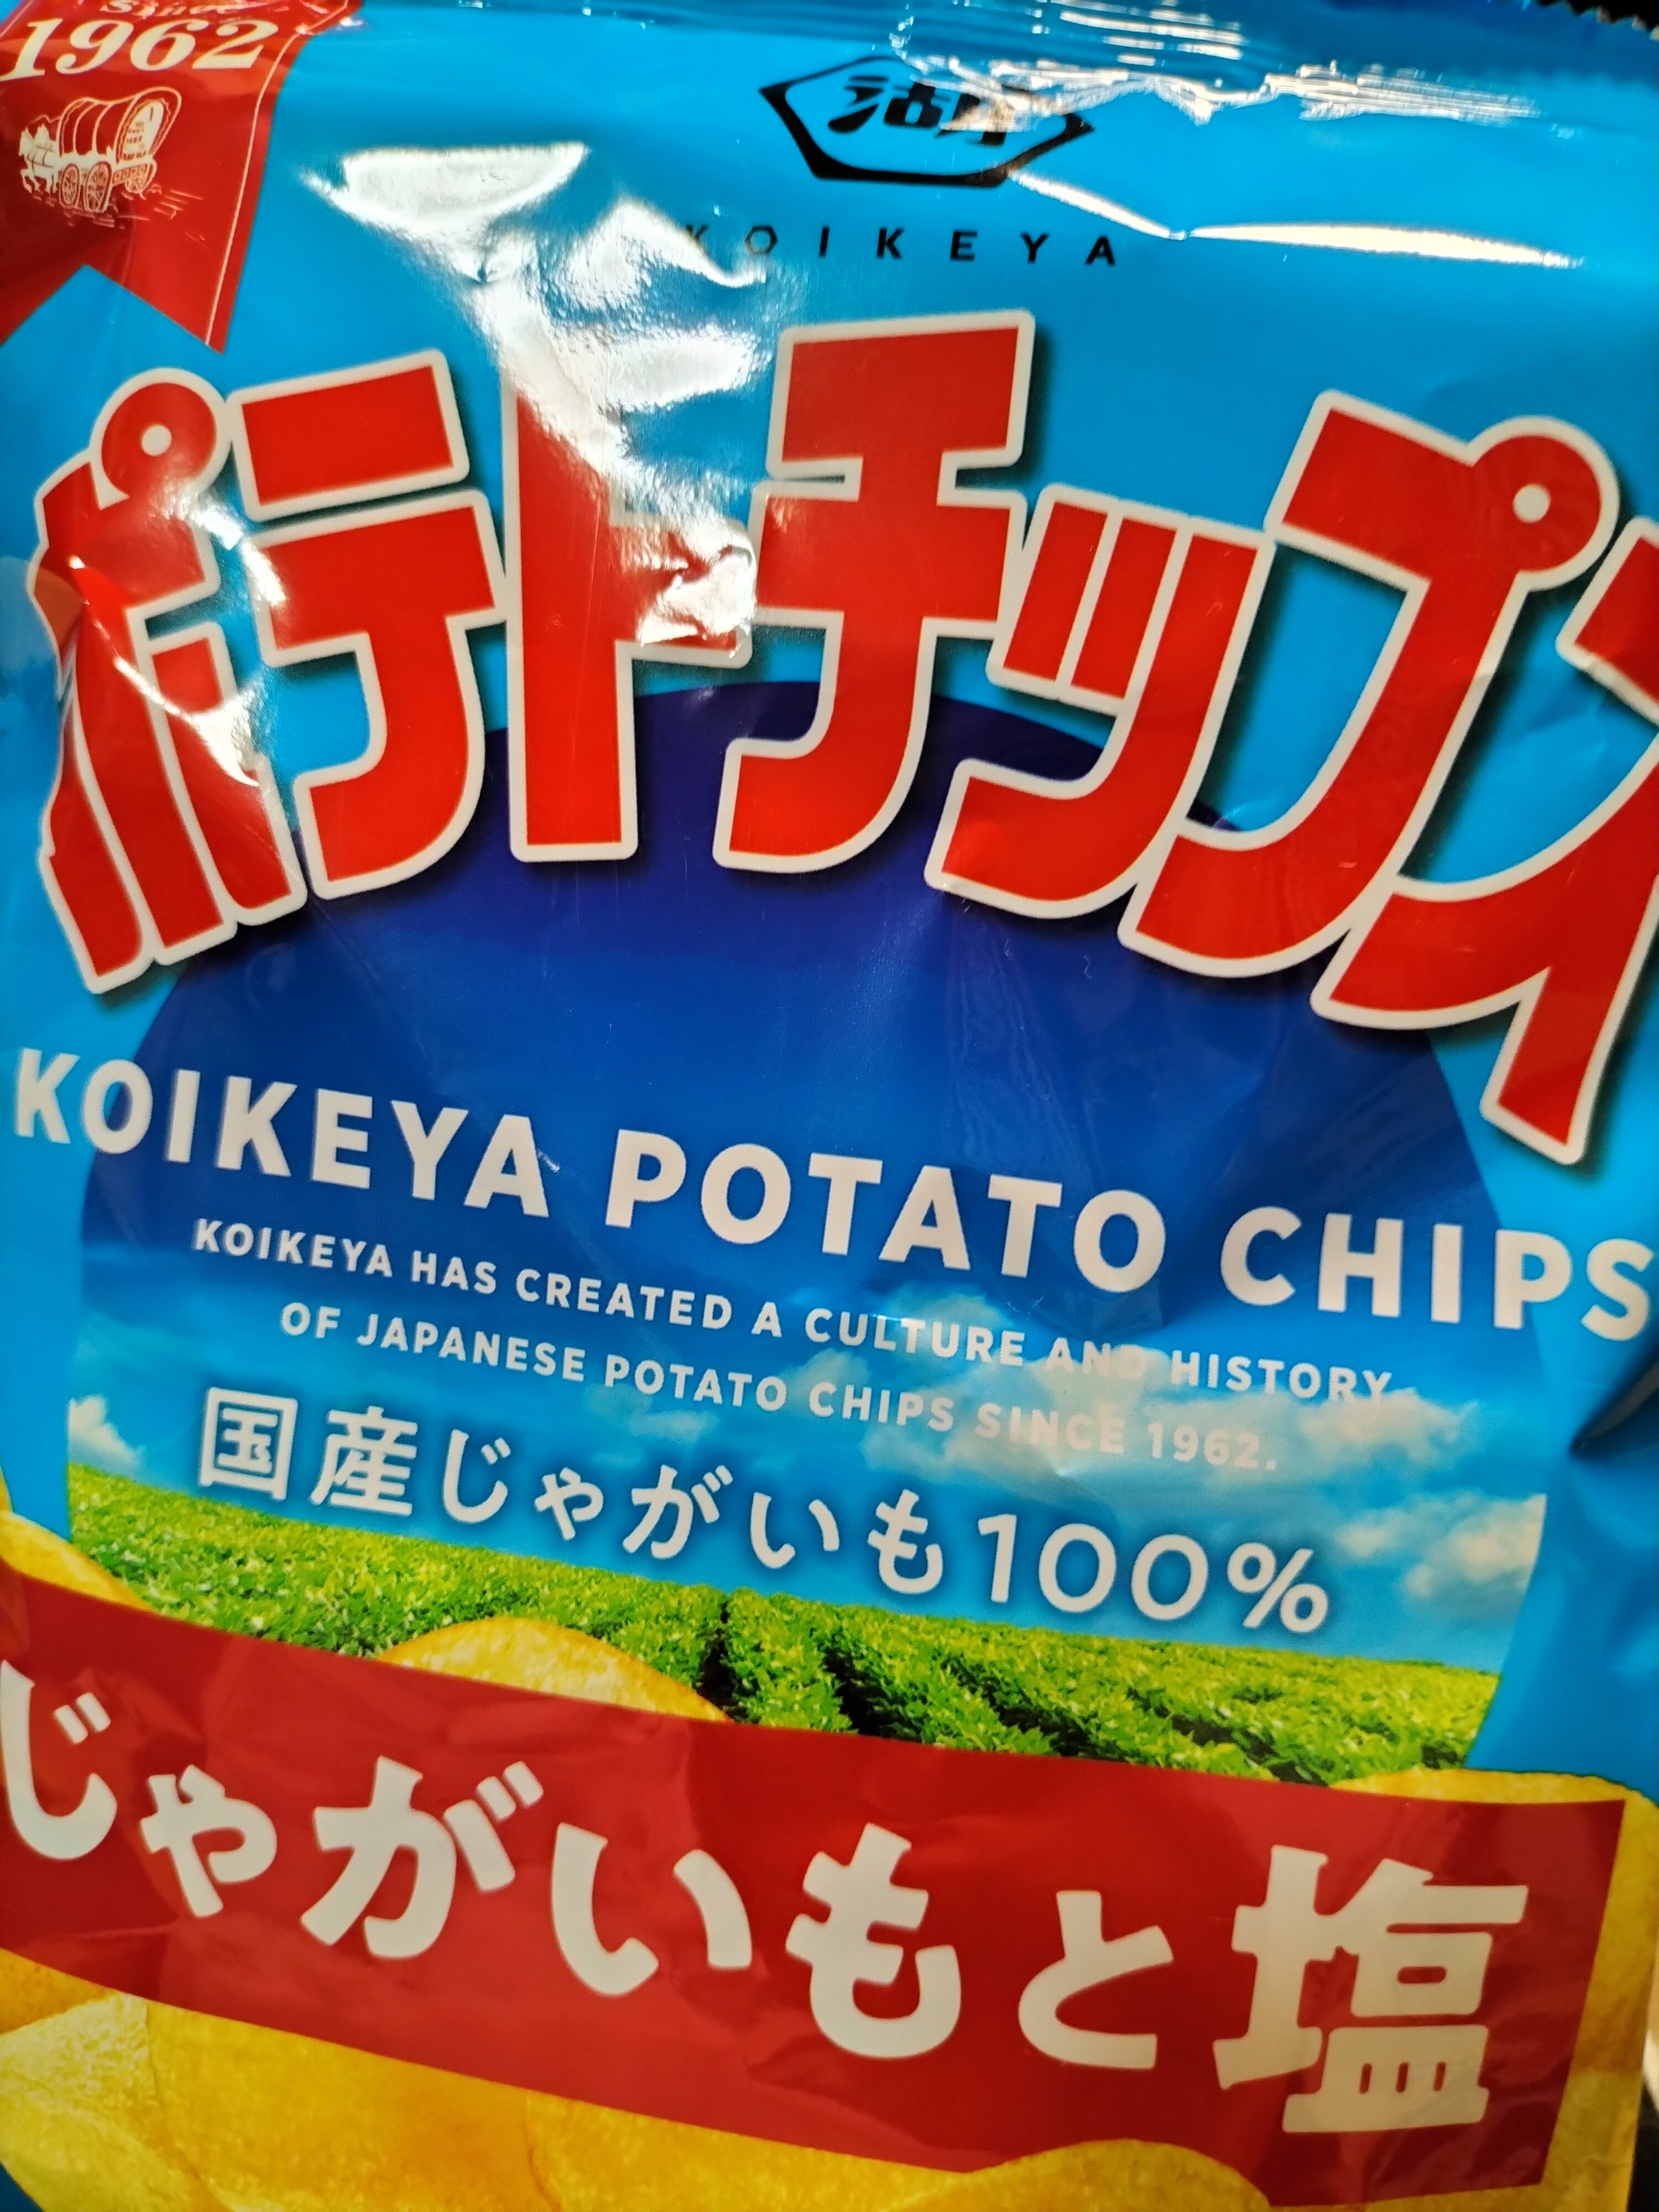 Since
1962
湖
KOIKEYA
ポテトチップス
KOIKEYA POTATO CHIPS
KOIKEYA HAS CREATED A CULTURE AND HISTORY
OF JAPANESE POTATO CHIPS SINCE 1962.
国産じゃがいも100%
じゃがいもと塩